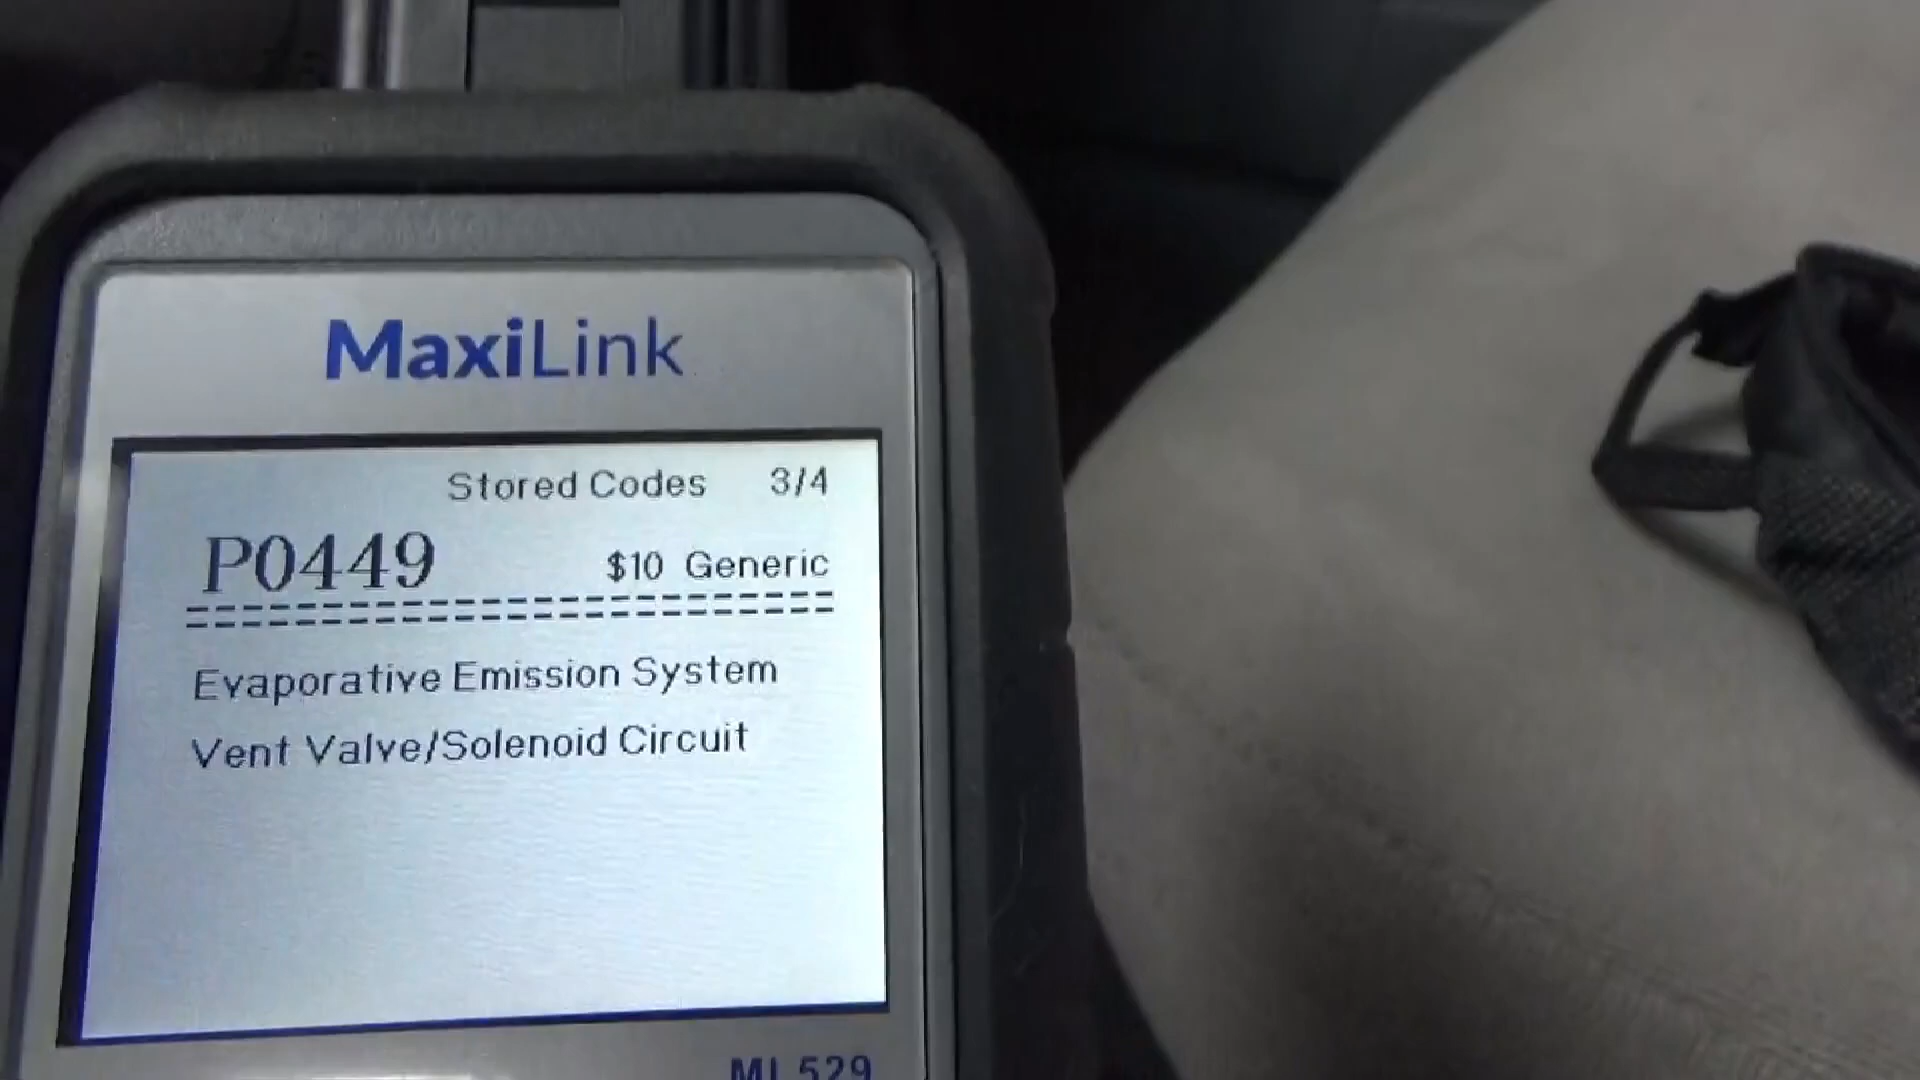 MaxiLink
Stored Codes 3/4
P0449 $10 Generic
Evaporative Emission System
Vent Valve/Solenoid Circuit
ML529